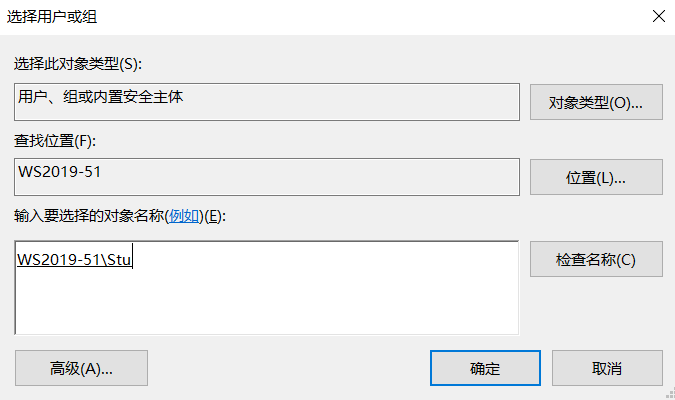 选择用户或组
选择此对象类型(S):
用户、组或内置安全主体
对象类型(O)...
查找位置(F):
WS2019-51
位置(L)...
输入要选择的对象名称(例如)(E):
WS2019-51\Stu
检查名称(C)
高级(A)...
确定
取消